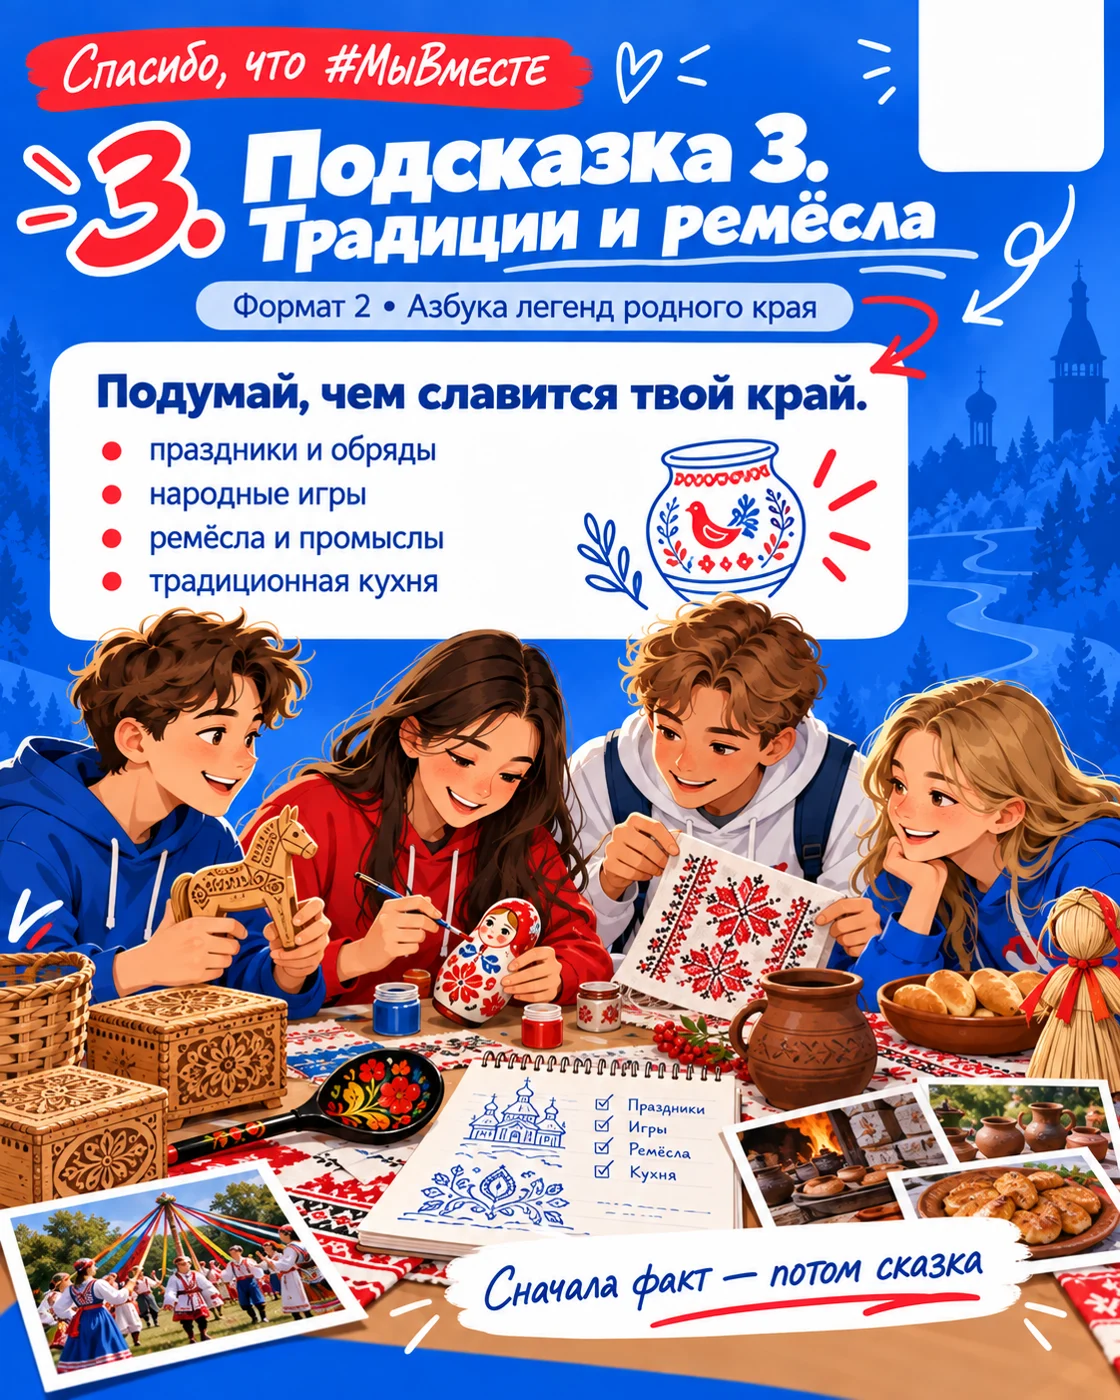 Спасибо, что #МыВместе
3. Подсказка 3.
Традиции и ремёсла
Формат 2 • Азбука легенд родного края
Подумай, чем славится твой край.
праздники и обряды
народные игры
ремёсла и промыслы
традиционная кухня
Праздники
Игры
Ремёсла
Кухня
Сначала факт — потом сказка